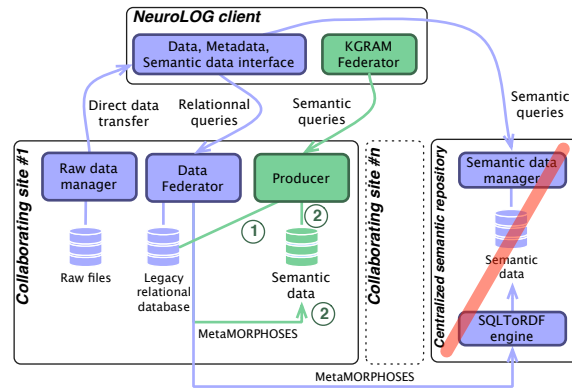 NeuroLOG client
Data, Metadata,
Semantic data interface
KGRAM
Federator
Direct data
transfer
Relationnal
queries
Semantic
queries
Semantic
queries
Collaborating site #1
Raw data
manager
Data
Federator
Producer
1
2
Raw files
Legacy
relational
database
Semantic
data
2
MetaMORPHOSES
Collaborating site #n
Centralized semantic repository
Semantic data
manager
Semantic
data
SQLToRDF
engine
MetaMORPHOSES